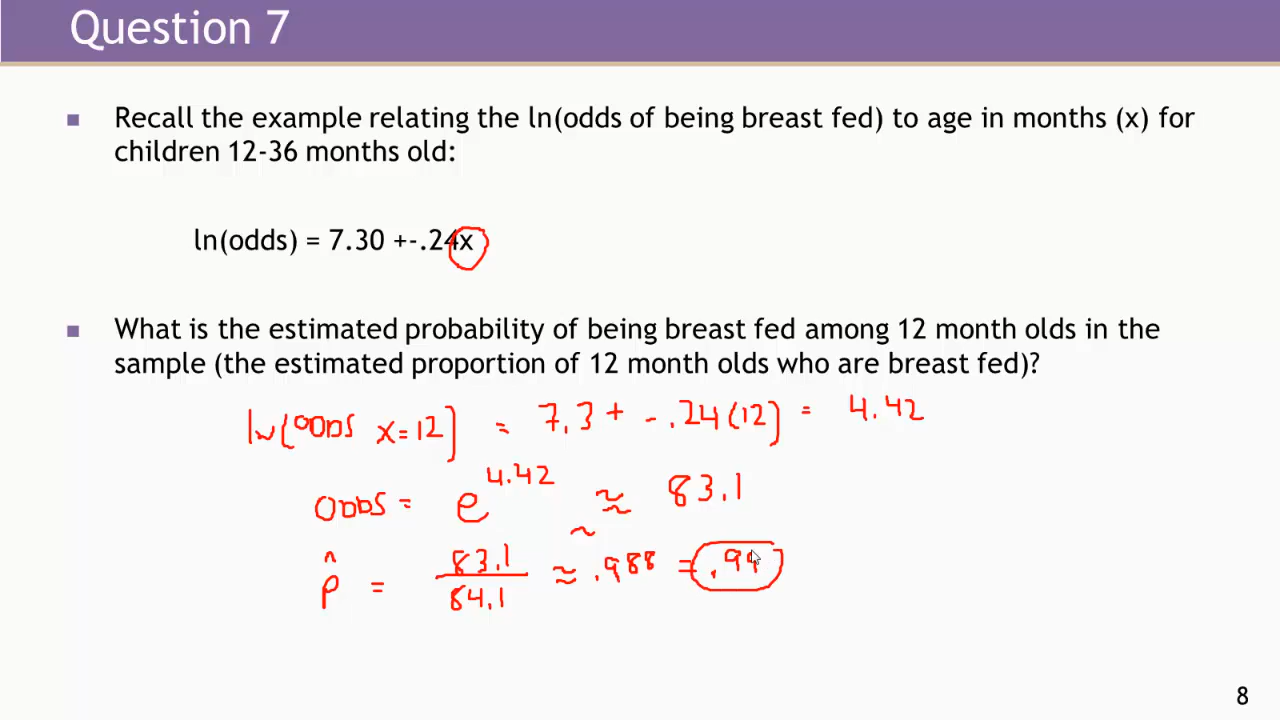 Question 7
Recall the example relating the ln(odds of being breast fed) to age in months (x) for
children 12-36 months old:
ln(odds) = 7.30 +-.24x
What is the estimated probability of being breast fed among 12 month olds in the
sample (the estimated proportion of 12 month olds who are breast fed)?
ln(ODDS x=12) = 7.3 + -.24(12) = 4.42
ODDS = e^4.42 ≈ 83.1
~
p̂ = 83.1/84.1 ≈ .988 = .99
8